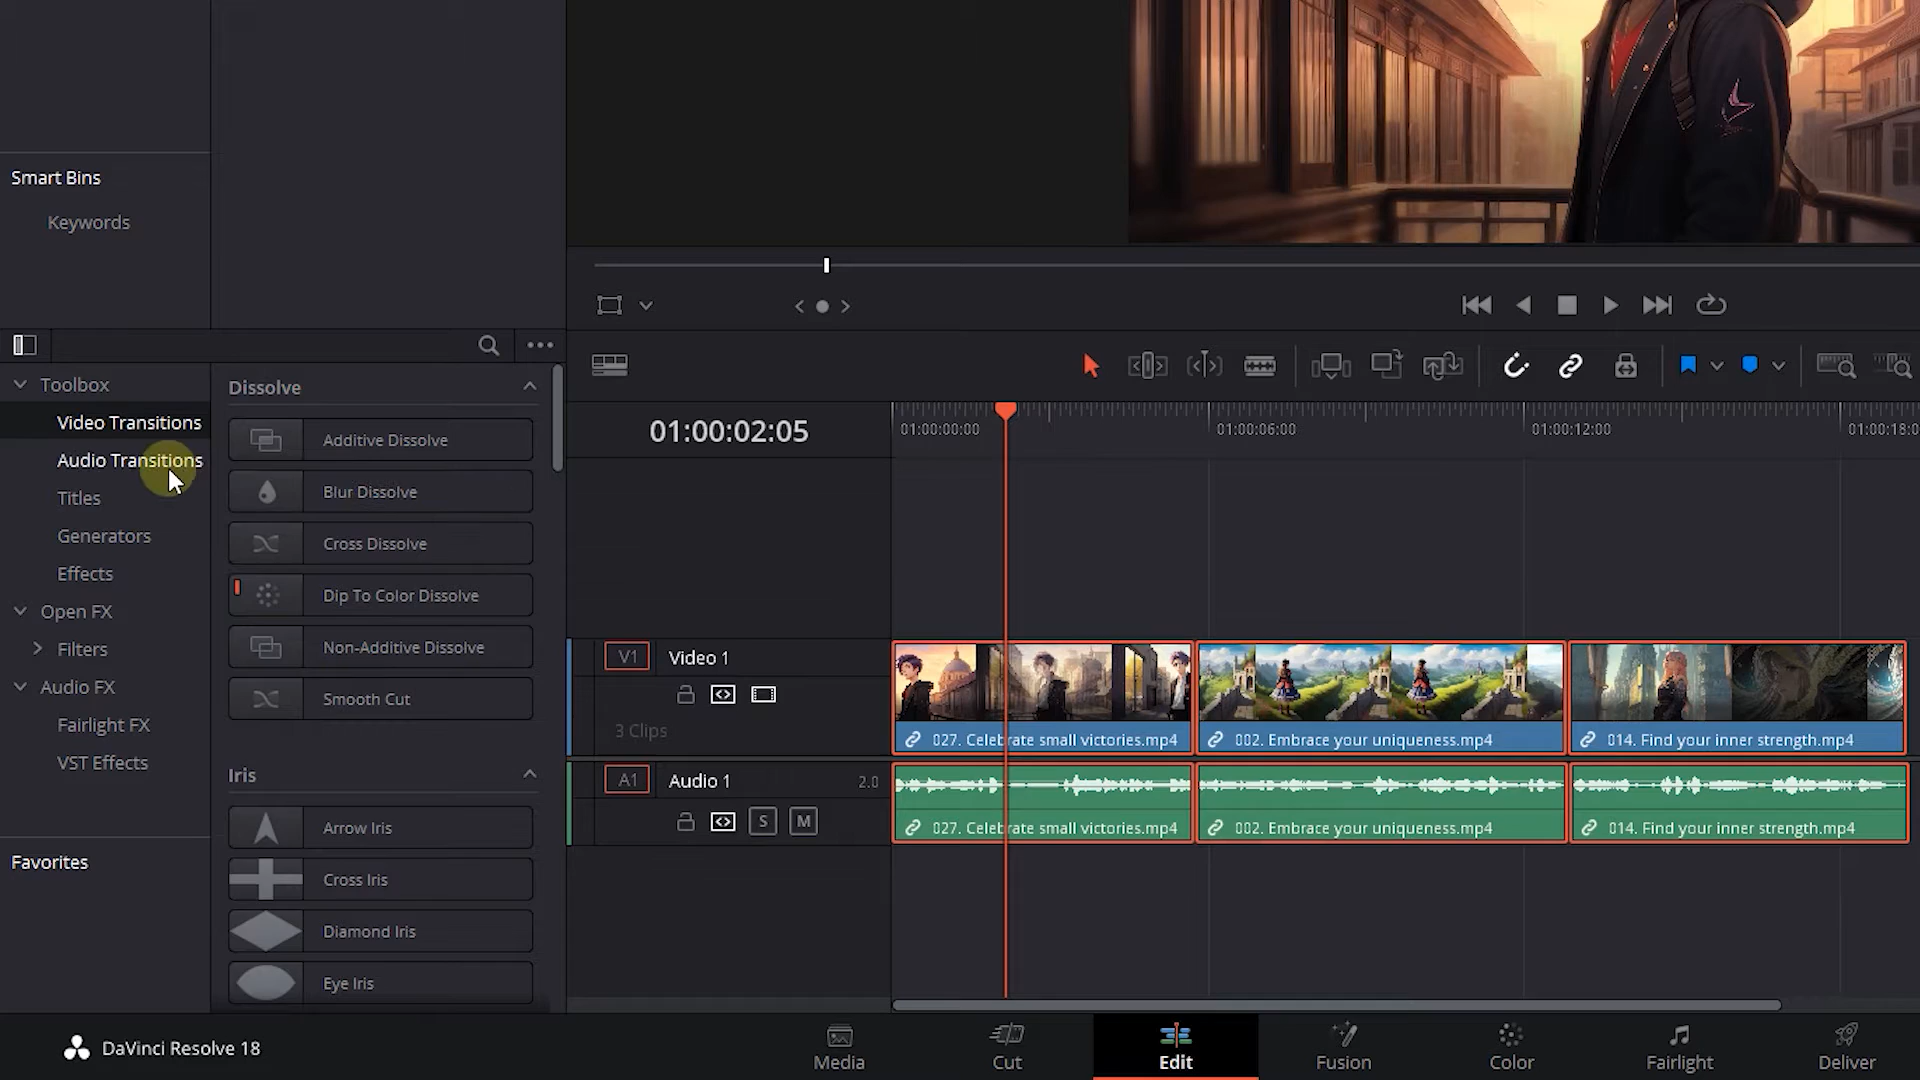 Smart Bins
Keywords
Toolbox
Video Transitions
Audio Transitions
Titles
Generators
Effects
Open FX
Filters
Audio FX
Fairlight FX
VST Effects
Favorites
Dissolve
Additive Dissolve
Blur Dissolve
Cross Dissolve
Dip To Color Dissolve
Non-Additive Dissolve
Smooth Cut
Iris
Arrow Iris
Cross Iris
Diamond Iris
Eye Iris
01:00:02:05
01:00:00:00
01:00:06:00
01:00:12:00
01:00:18:0
V1
Video 1
3 Clips
027. Celebrate small victories.mp4
002. Embrace your uniqueness.mp4
014. Find your inner strength.mp4
A1
Audio 1
2.0
S
M
027. Celebrate small victories.mp4
002. Embrace your uniqueness.mp4
014. Find your inner strength.mp4
DaVinci Resolve 18
Media
Cut
Edit
Fusion
Color
Fairlight
Deliver